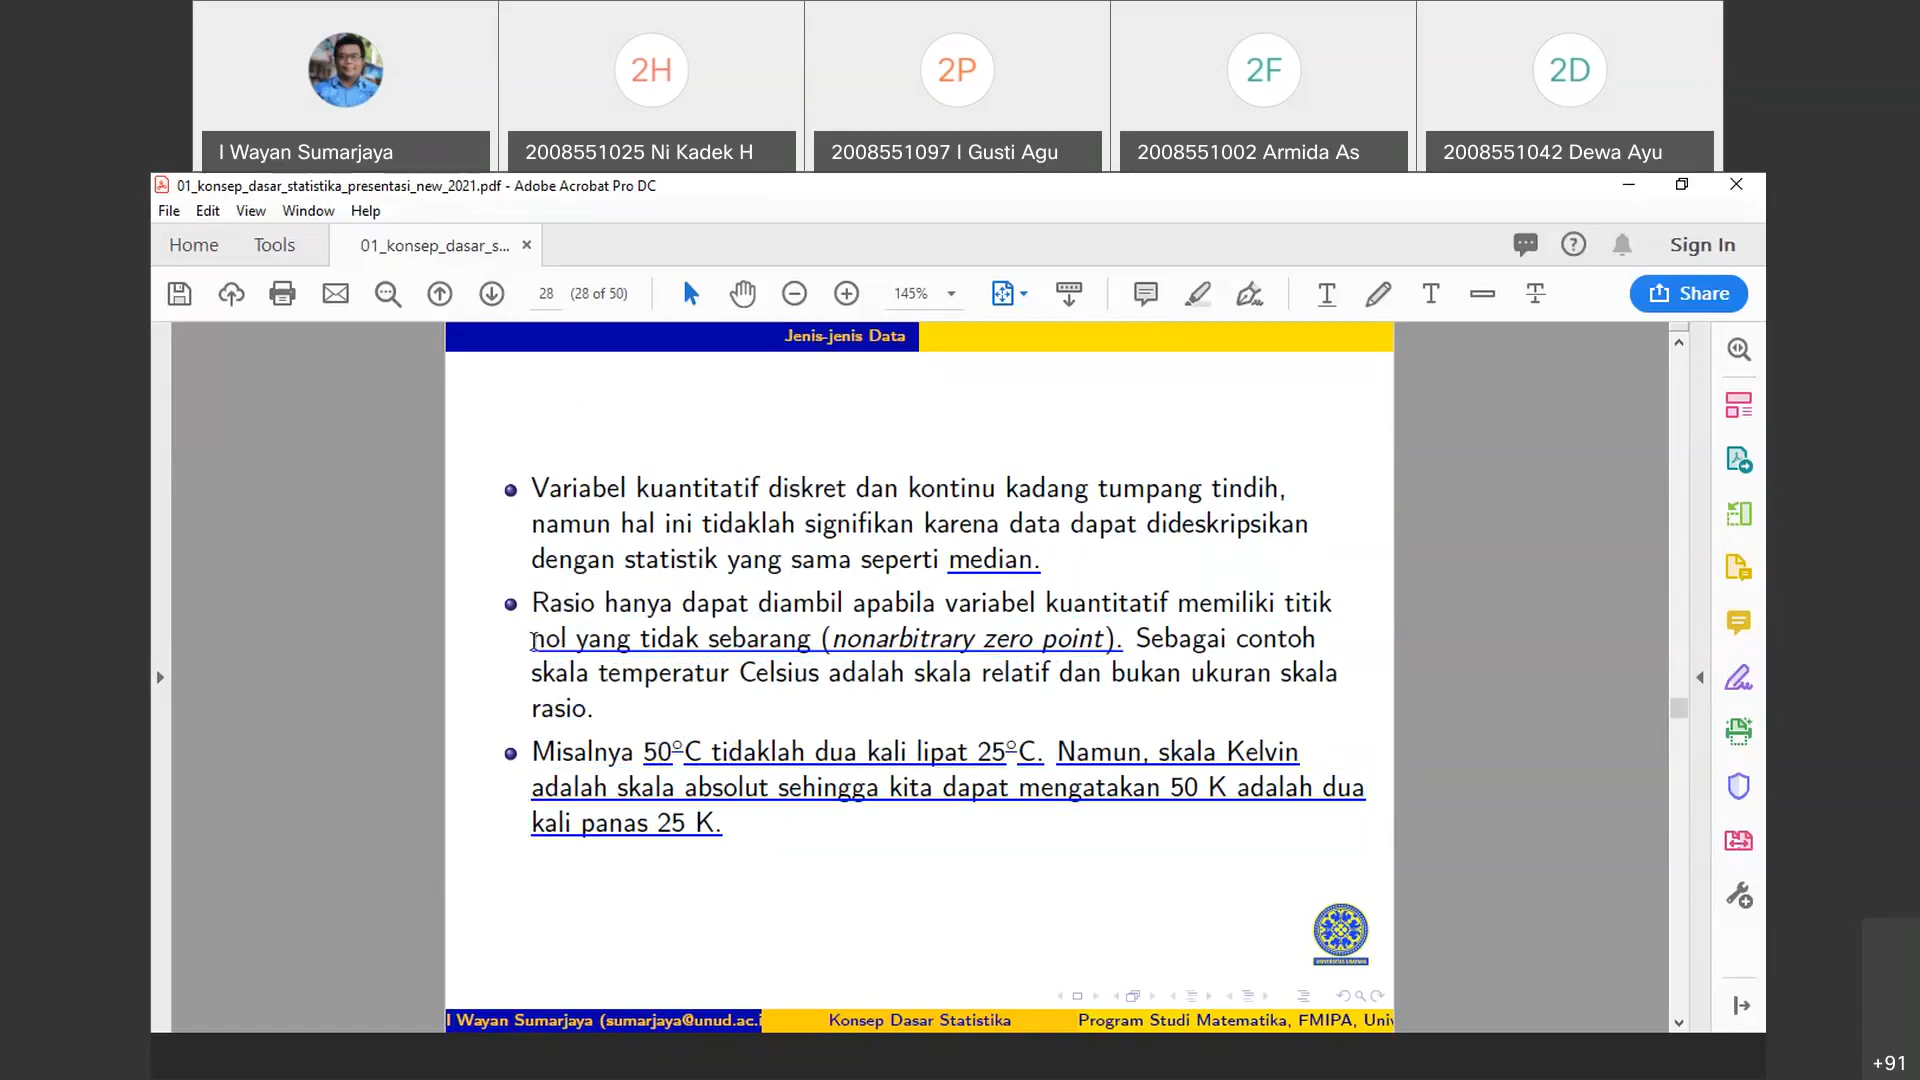 2H
2P
2F
2D
I Wayan Sumarjaya
2008551025 Ni Kadek H
2008551097 I Gusti Agu
2008551002 Armida As
2008551042 Dewa Ayu
01_konsep_dasar_statistika_presentasi_new_2021.pdf - Adobe Acrobat Pro DC
File Edit View Window Help
Home Tools 01_konsep_dasar_s... Sign In
28 (28 of 50) 145% Share
Jenis-jenis Data
Variabel kuantitatif diskret dan kontinu kadang tumpang tindih,
namun hal ini tidaklah signifikan karena data dapat dideskripsikan
dengan statistik yang sama seperti median.
Rasio hanya dapat diambil apabila variabel kuantitatif memiliki titik
nol yang tidak sebarang (nonarbitrary zero point). Sebagai contoh
skala temperatur Celsius adalah skala relatif dan bukan ukuran skala
rasio.
Misalnya 50°C tidaklah dua kali lipat 25°C. Namun, skala Kelvin
adalah skala absolut sehingga kita dapat mengatakan 50 K adalah dua
kali panas 25 K.
UNIVERSITAS UDAYANA
I Wayan Sumarjaya (sumarjaya@unud.ac.i Konsep Dasar Statistika Program Studi Matematika, FMIPA, Univ
+91